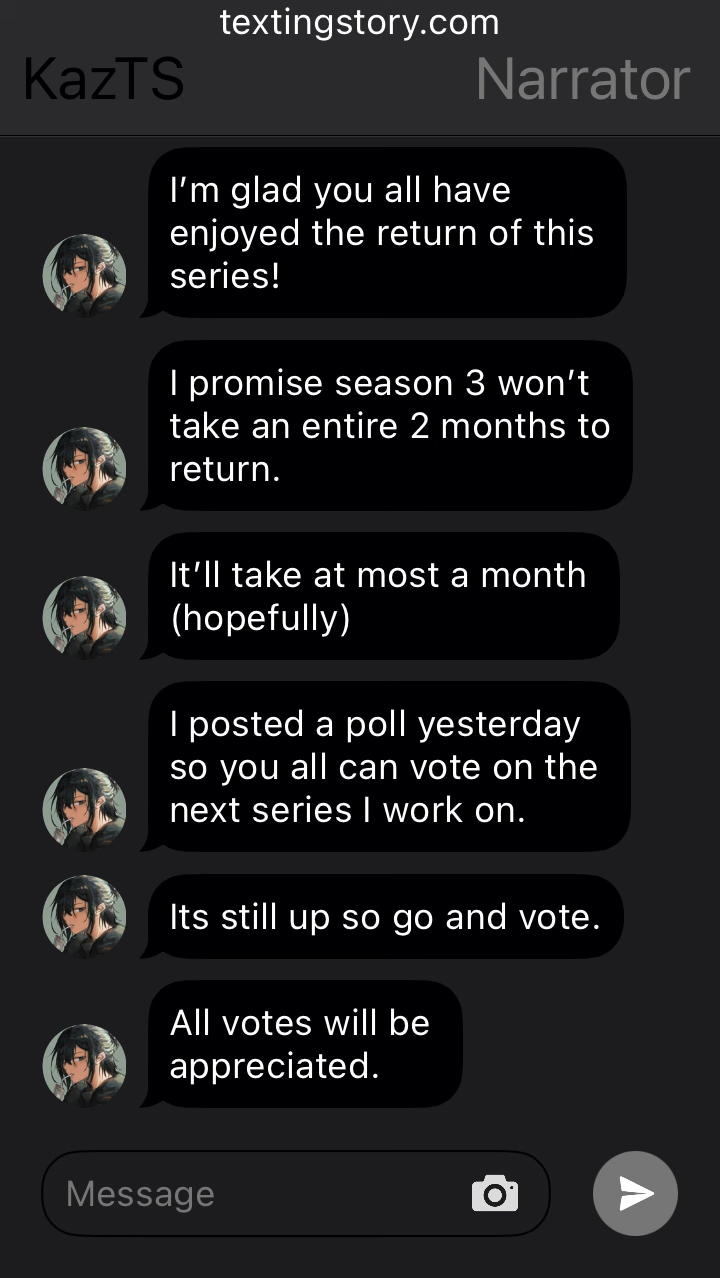 textingstory.com
KazTS
Narrator
I’m glad you all have
enjoyed the return of this
series!
I promise season 3 won’t
take an entire 2 months to
return.
It’ll take at most a month
(hopefully)
I posted a poll yesterday
so you all can vote on the
next series I work on.
Its still up so go and vote.
All votes will be
appreciated.
Message